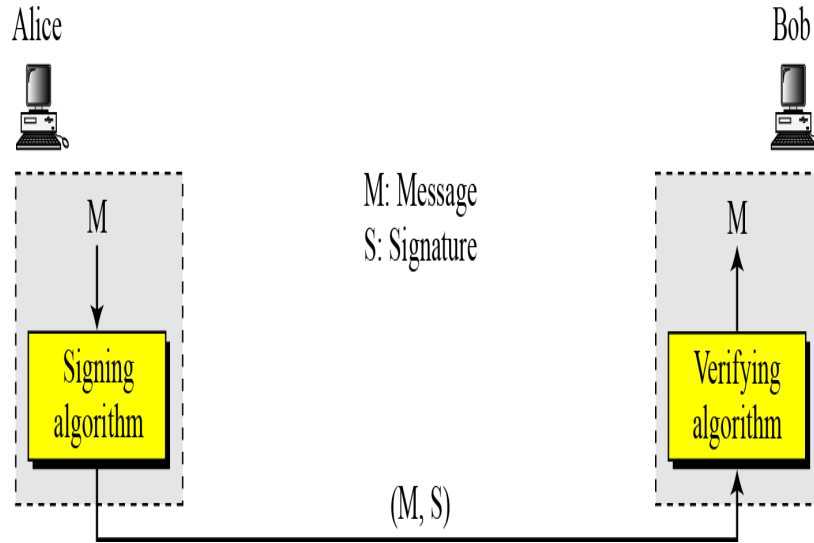 Alice
Bob
M
M: Message
S: Signature
M
Signing
algorithm
Verifying
algorithm
(M, S)